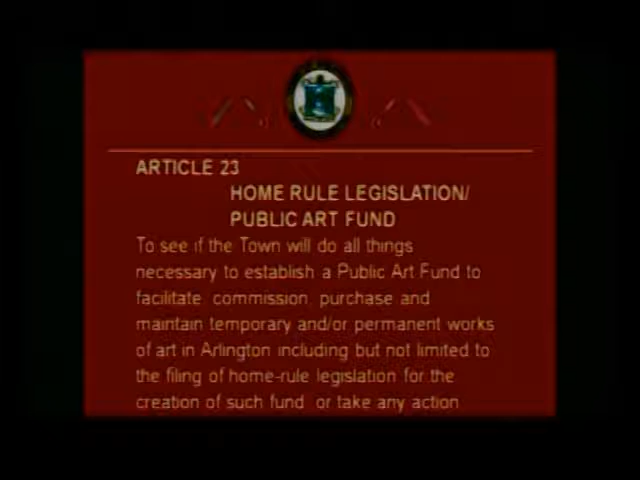 ARTICLE 23
HOME RULE LEGISLATION/
PUBLIC ART FUND
To see if the Town will do all things
necessary to establish a Public Art Fund to
facilitate commission purchase and
maintain temporary and/or permanent works
of art in Arlington including but not limited to
the filing of home-rule legislation for the
creation of such fund or take any action